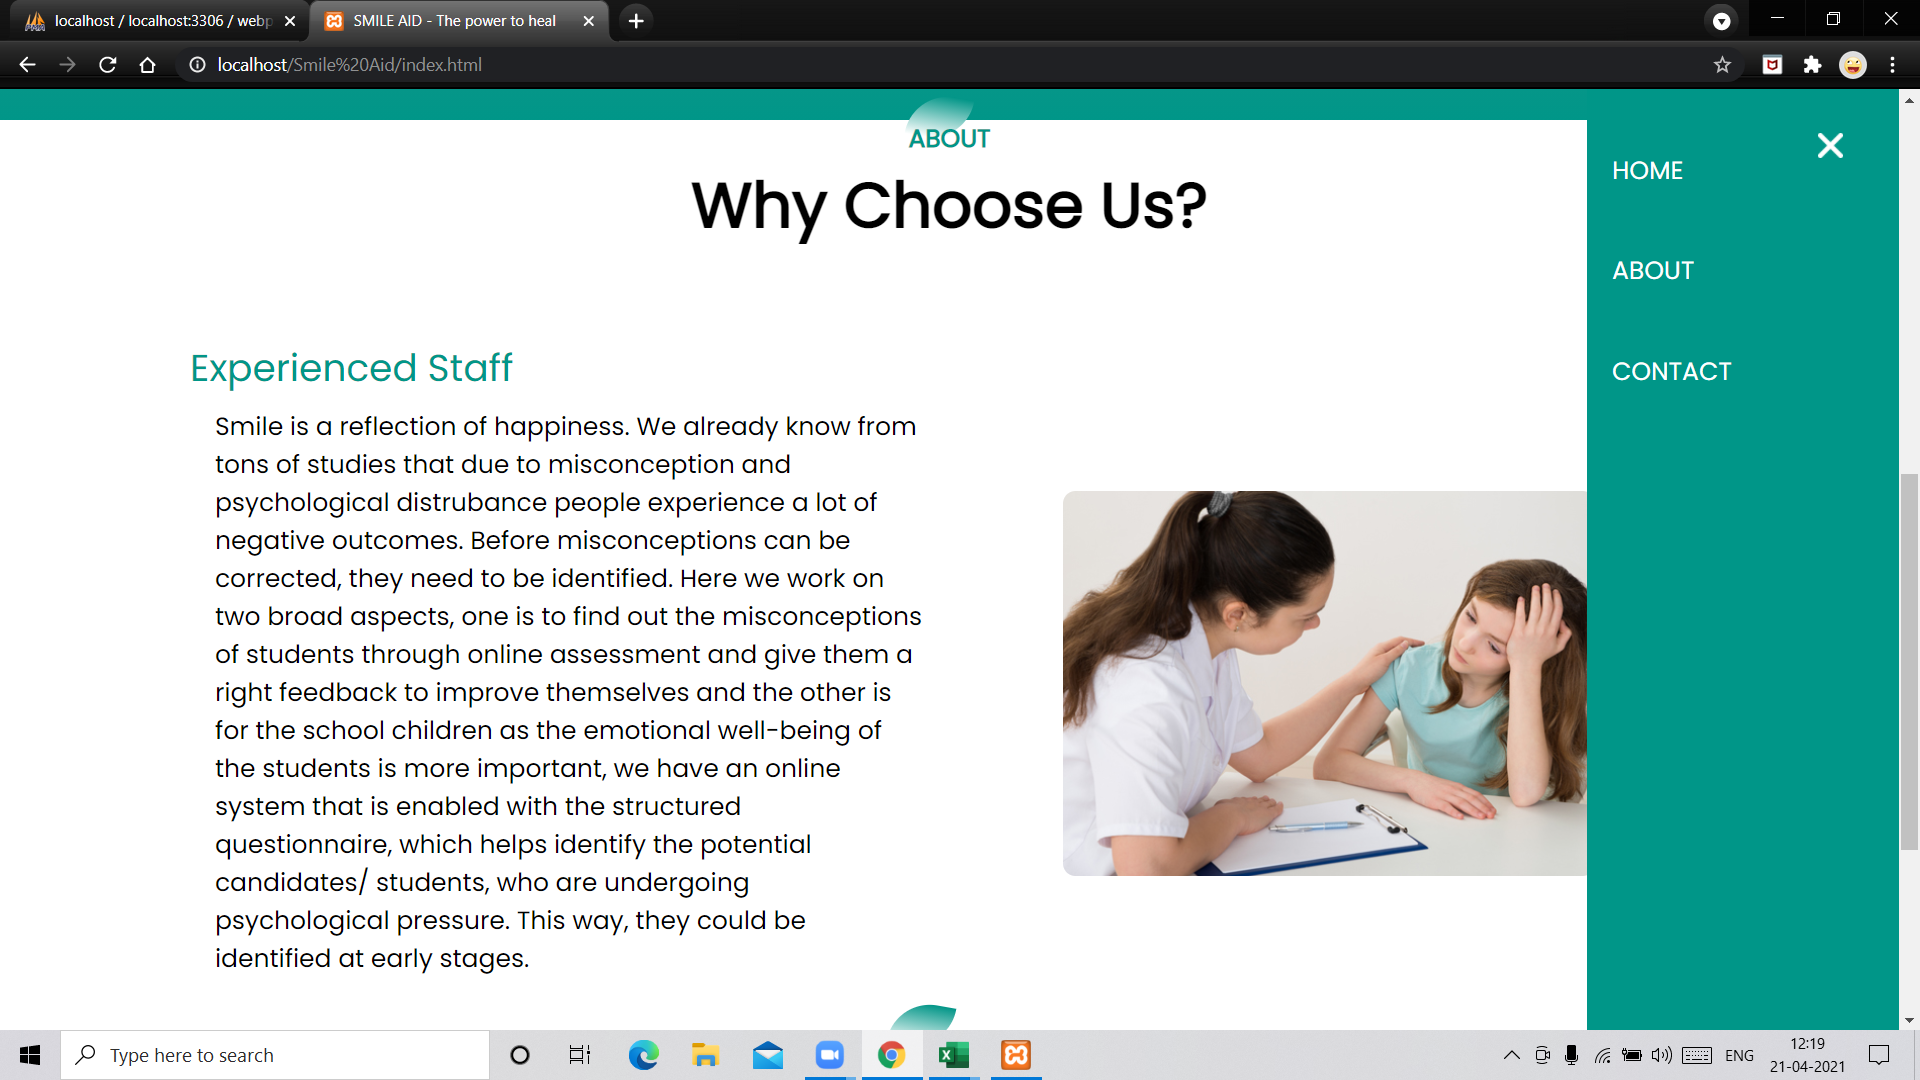 localhost / localhost:3306 / webp
SMILE AID - The power to heal
localhost/Smile%20Aid/index.html
ABOUT
Why Choose Us?
HOME
ABOUT
CONTACT
Experienced Staff
Smile is a reflection of happiness. We already know from
tons of studies that due to misconception and
psychological distrubance people experience a lot of
negative outcomes. Before misconceptions can be
corrected, they need to be identified. Here we work on
two broad aspects, one is to find out the misconceptions
of students through online assessment and give them a
right feedback to improve themselves and the other is
for the school children as the emotional well-being of
the students is more important, we have an online
system that is enabled with the structured
questionnaire, which helps identify the potential
candidates/ students, who are undergoing
psychological pressure. This way, they could be
identified at early stages.
Type here to search
ENG
12:19
21-04-2021